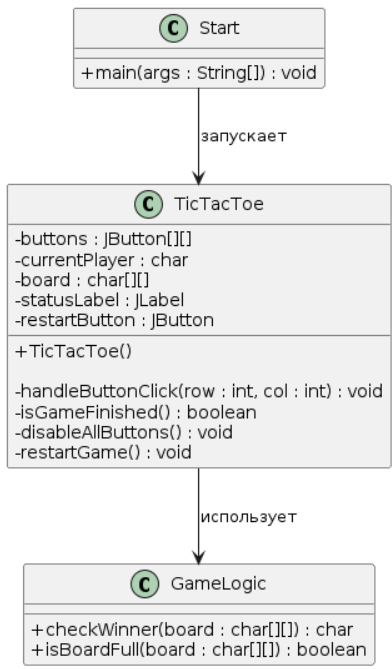 C Start
+main(args : String[]) : void
запускает
C TicTacToe
-buttons : JButton[][]
-currentPlayer : char
-board : char[][]
-statusLabel : JLabel
-restartButton : JButton
+TicTacToe()
-handleButtonClick(row : int, col : int) : void
-isGameFinished() : boolean
-disableAllButtons() : void
-restartGame() : void
использует
C GameLogic
+checkWinner(board : char[][]) : char
+isBoardFull(board : char[][]) : boolean